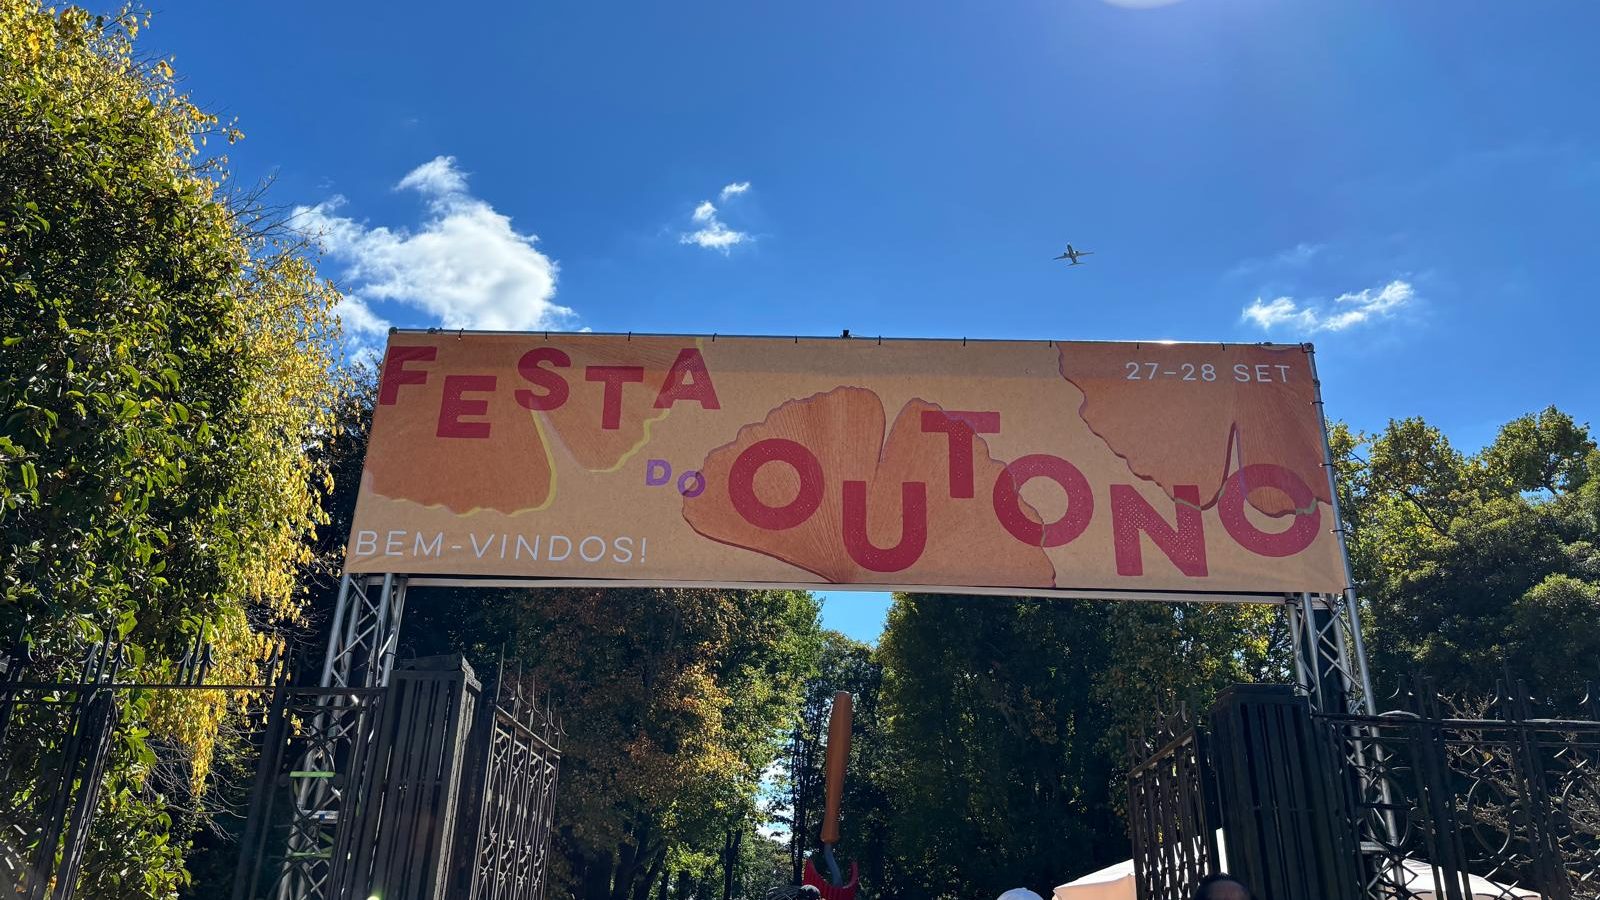 FESTA
DO OUTONO
27-28 SET
BEM-VINDOS!